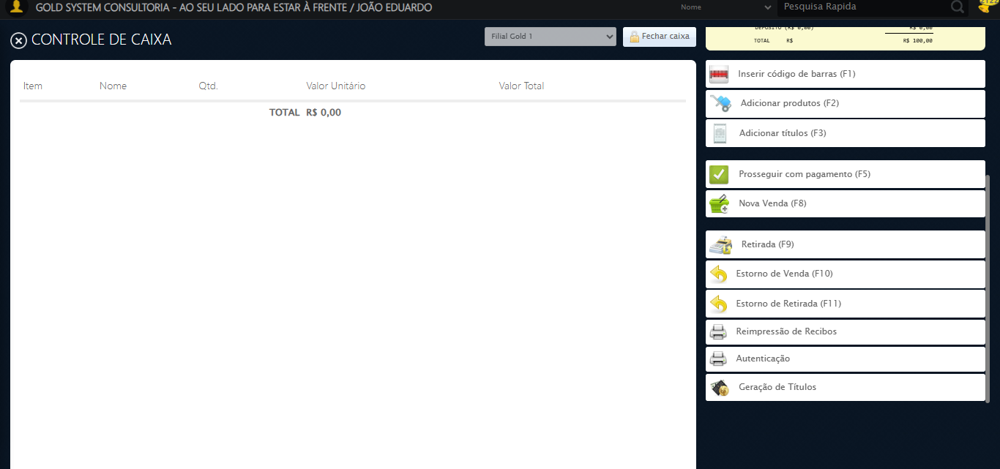 GOLD SYSTEM CONSULTORIA - AO SEU LADO PARA ESTAR À FRENTE / JOÃO EDUARDO
Nome
Pesquisa Rapida
2122
CONTROLE DE CAIXA
Filial Gold 1
Fechar caixa
DEPOSITO (R$ 0,00) R$ 0,00
TOTAL R$ R$ 100,00
Item Nome Qtd. Valor Unitário Valor Total
TOTAL R$ 0,00
Inserir código de barras (F1)
Adicionar produtos (F2)
Adicionar títulos (F3)
Prosseguir com pagamento (F5)
Nova Venda (F8)
Retirada (F9)
Estorno de Venda (F10)
Estorno de Retirada (F11)
Reimpressão de Recibos
Autenticação
Geração de Títulos